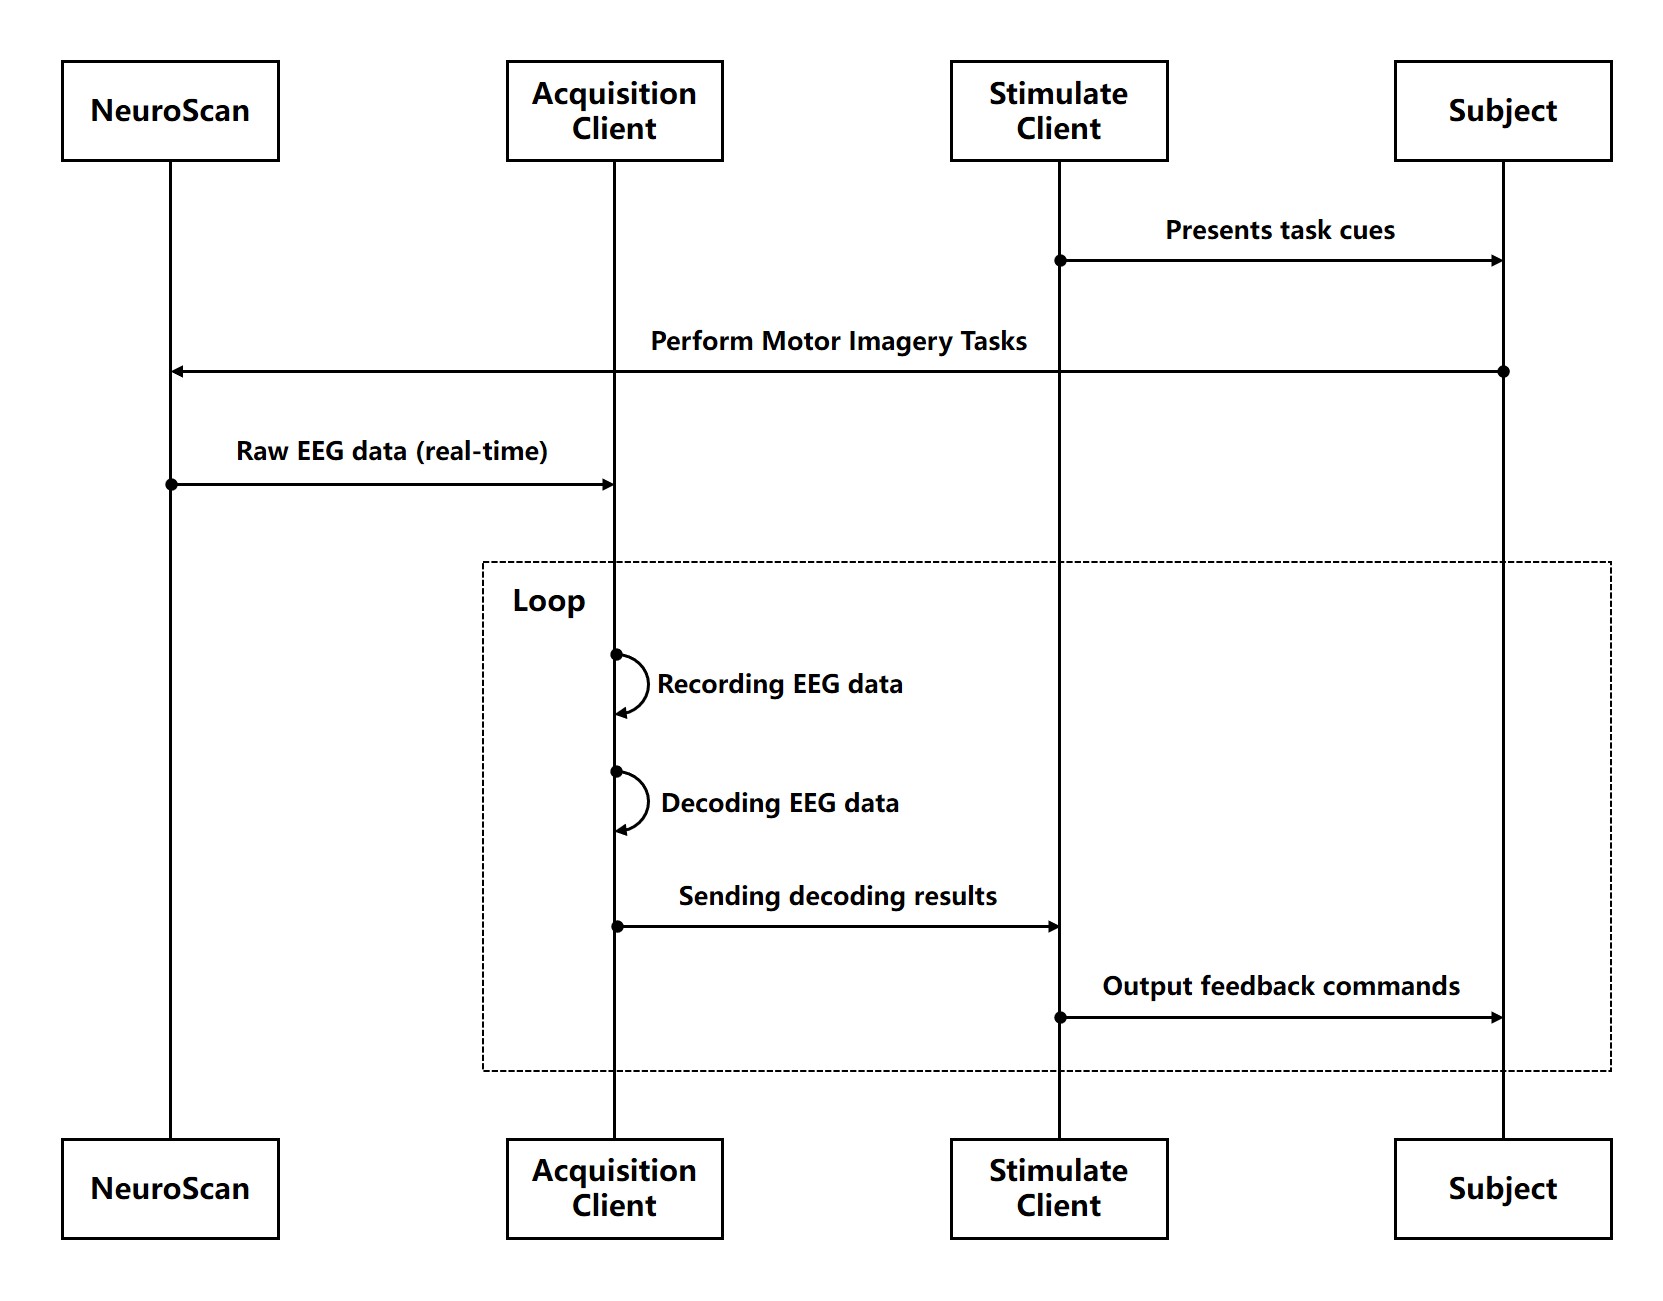 NeuroScan
Acquisition
Client
Stimulate
Client
Subject
Presents task cues
Perform Motor Imagery Tasks
Raw EEG data (real-time)
Loop
Recording EEG data
Decoding EEG data
Sending decoding results
Output feedback commands
NeuroScan
Acquisition
Client
Stimulate
Client
Subject